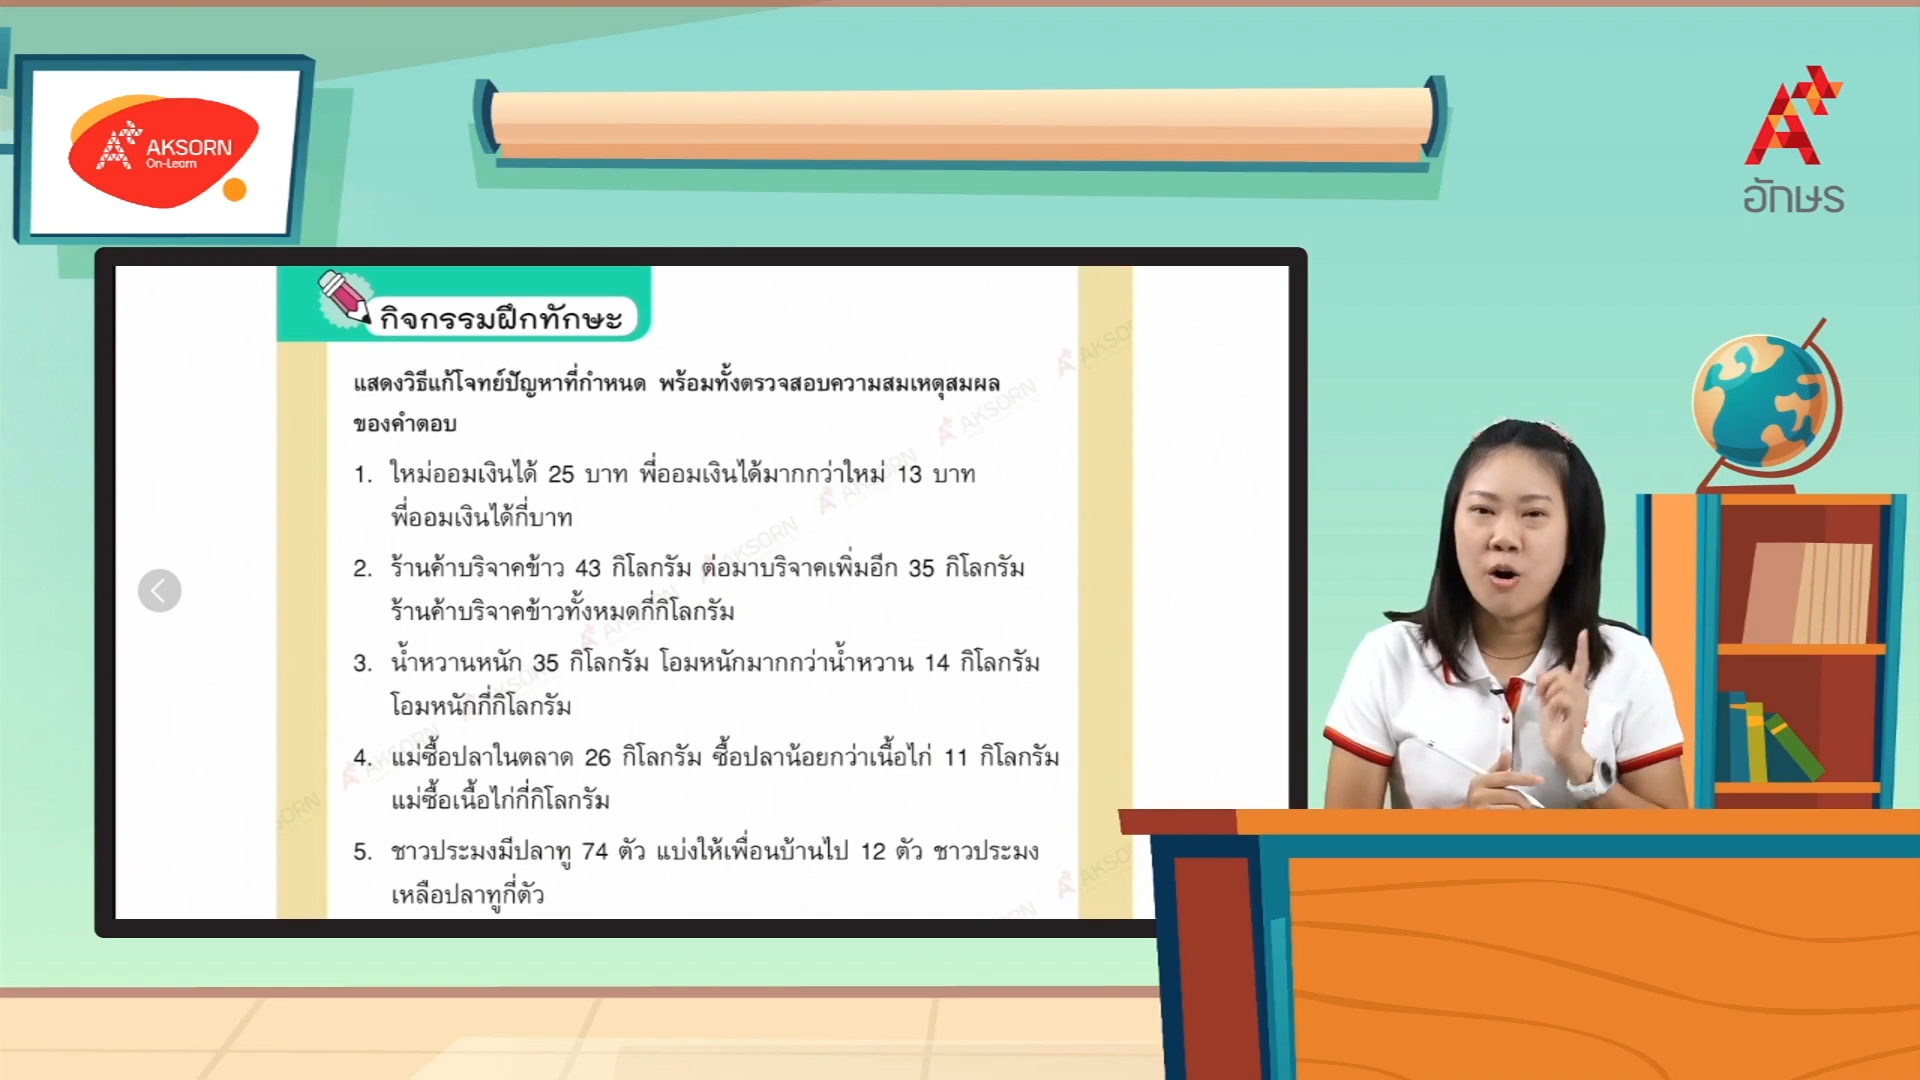 AKSORN
On-Learn
อักษร
กิจกรรมฝึกทักษะ
แสดงวิธีแก้โจทย์ปัญหาที่กำหนด พร้อมทั้งตรวจสอบความสมเหตุสมผล
ของคำตอบ
1. ใหม่ออมเงินได้ 25 บาท พี่ออมเงินได้มากกว่าใหม่ 13 บาท
พี่ออมเงินได้กี่บาท
2. ร้านค้าบริจาคข้าว 43 กิโลกรัม ต่อมาบริจาคเพิ่มอีก 35 กิโลกรัม
ร้านค้าบริจาคข้าวทั้งหมดกี่กิโลกรัม
3. น้ำหวานหนัก 35 กิโลกรัม โอมหนักมากกว่าน้ำหวาน 14 กิโลกรัม
โอมหนักกี่กิโลกรัม
4. แม่ซื้อปลาในตลาด 26 กิโลกรัม ซื้อปลาน้อยกว่าเนื้อไก่ 11 กิโลกรัม
แม่ซื้อเนื้อไก่กี่กิโลกรัม
5. ชาวประมงมีปลาทู 74 ตัว แบ่งให้เพื่อนบ้านไป 12 ตัว ชาวประมง
เหลือปลาทูกี่ตัว